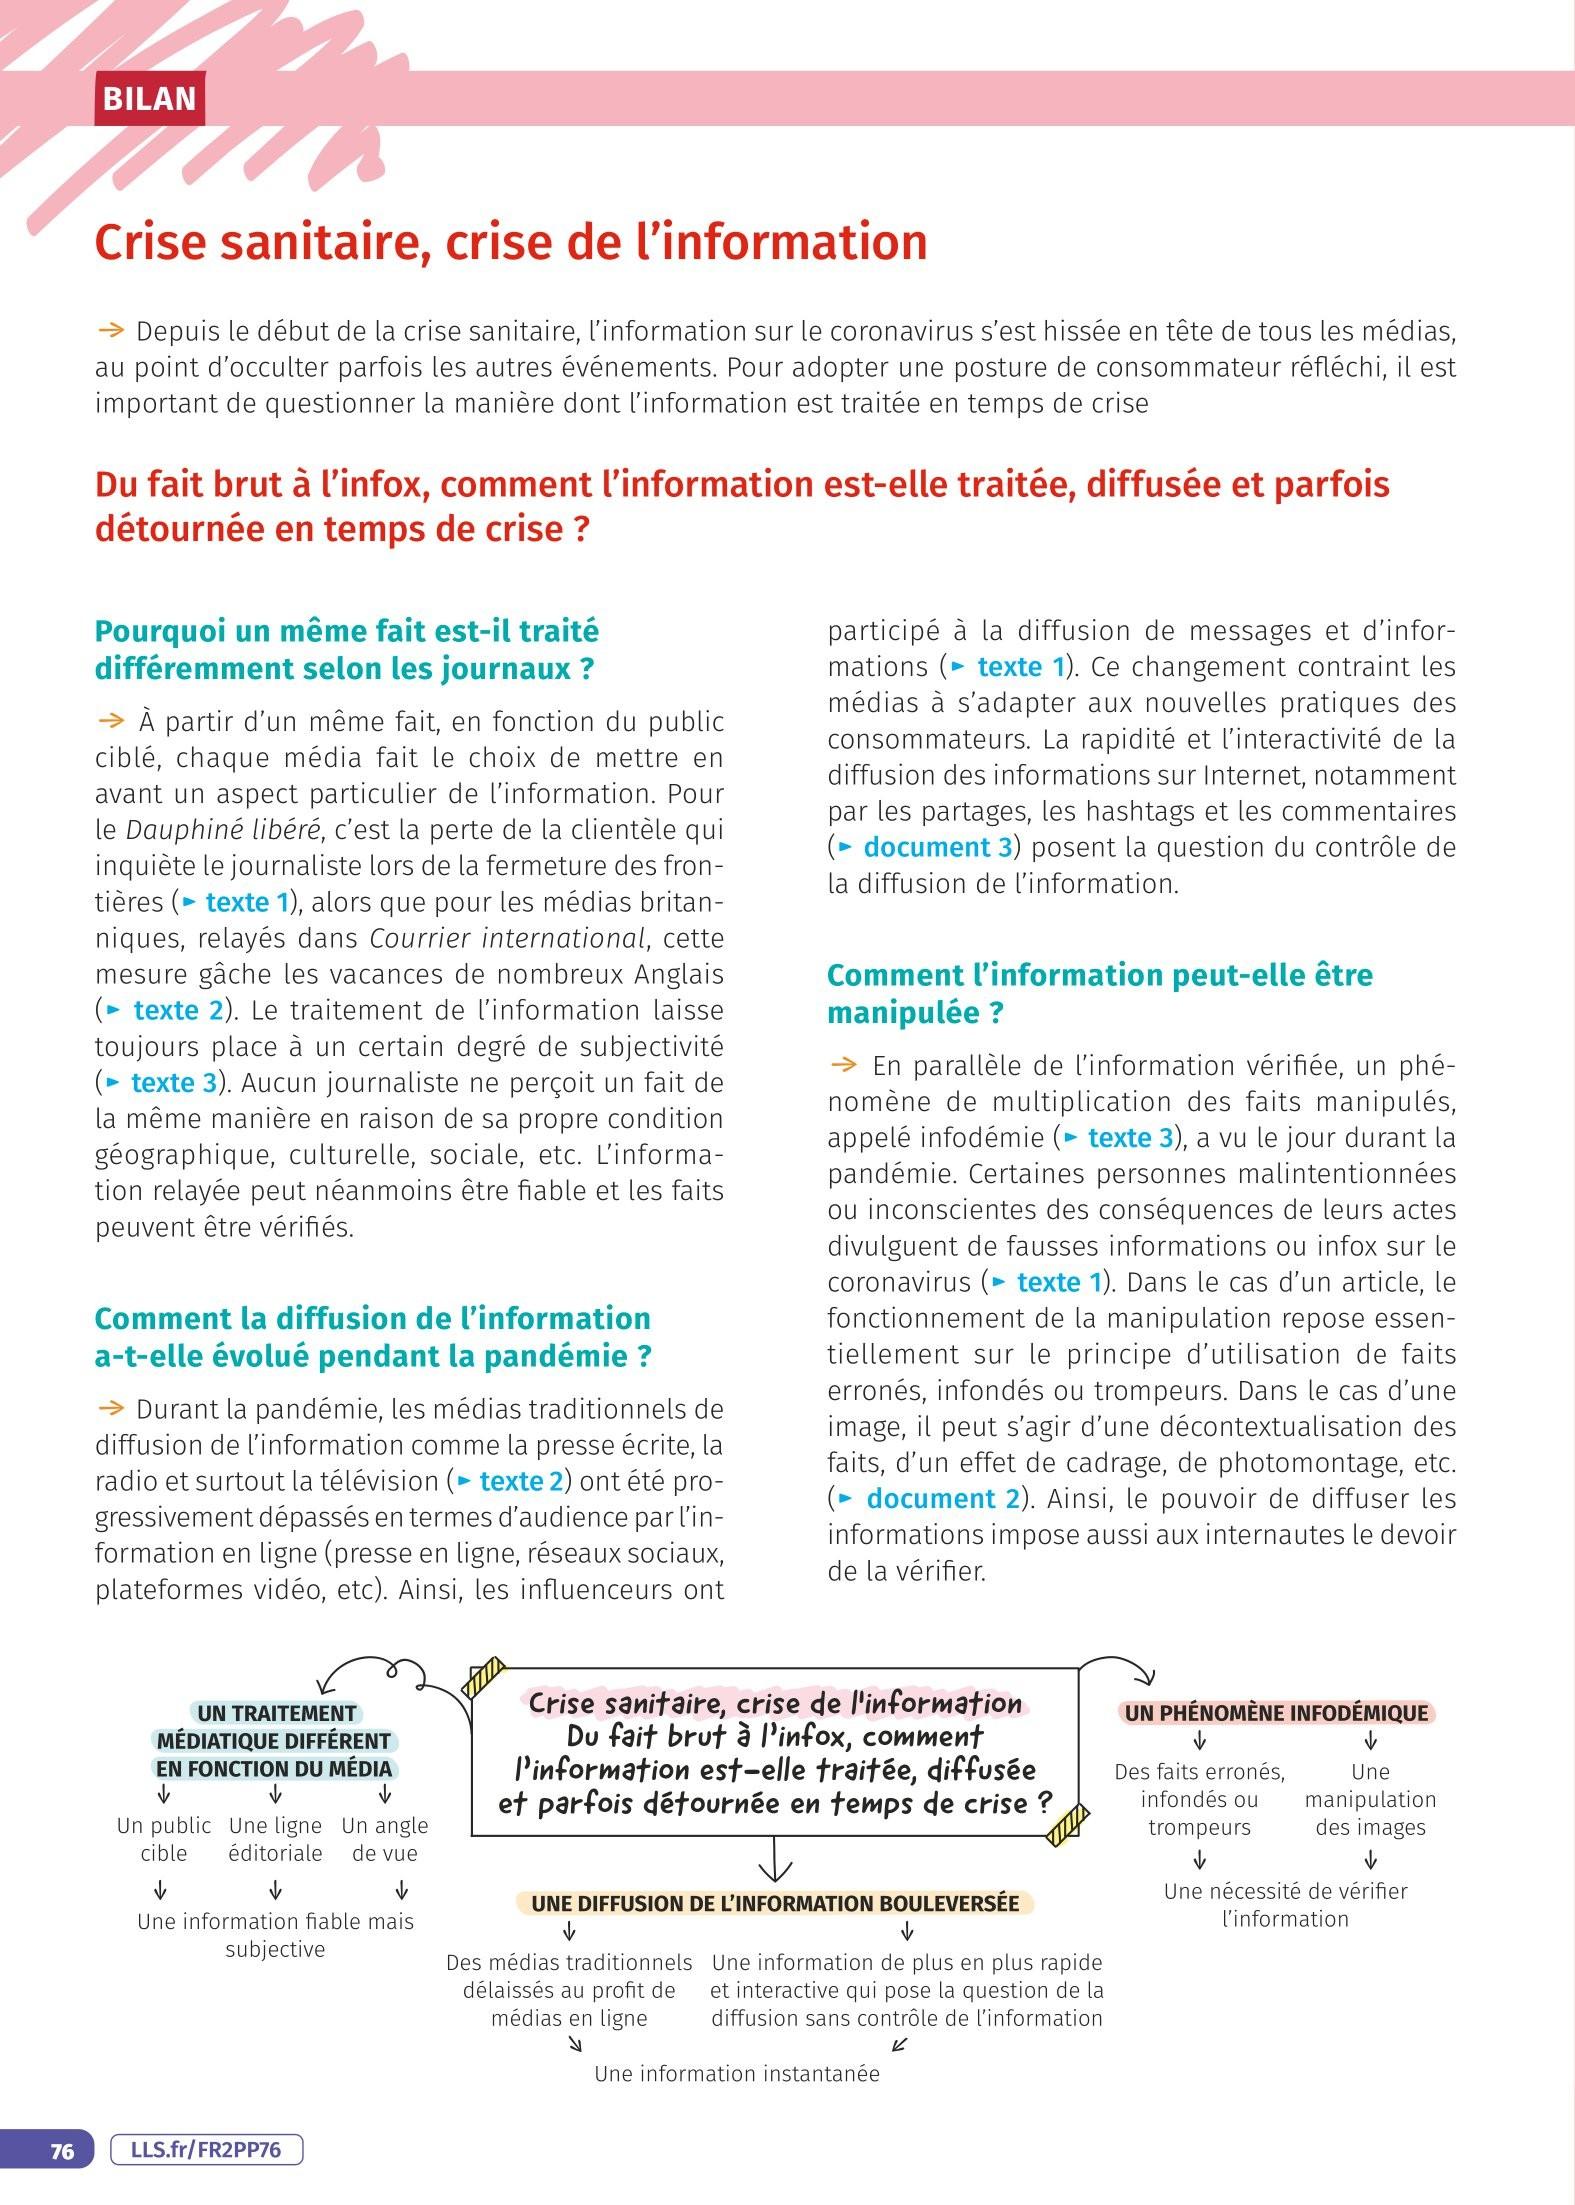 BILAN
Crise sanitaire, crise de l’information
→ Depuis le début de la crise sanitaire, l’information sur le coronavirus s’est hissée en tête de tous les médias,
au point d’occulter parfois les autres événements. Pour adopter une posture de consommateur réfléchi, il est
important de questionner la manière dont l’information est traitée en temps de crise
Du fait brut à l’infox, comment l’information est-elle traitée, diffusée et parfois
détournée en temps de crise ?
Pourquoi un même fait est-il traité
différemment selon les journaux ?
→ À partir d’un même fait, en fonction du public
ciblé, chaque média fait le choix de mettre en
avant un aspect particulier de l’information. Pour
le Dauphiné libéré, c’est la perte de la clientèle qui
inquiète le journaliste lors de la fermeture des fron-
tières (► texte 1), alors que pour les médias britan-
niques, relayés dans Courrier international, cette
mesure gâche les vacances de nombreux Anglais
(► texte 2). Le traitement de l’information laisse
toujours place à un certain degré de subjectivité
(► texte 3). Aucun journaliste ne perçoit un fait de
la même manière en raison de sa propre condition
géographique, culturelle, sociale, etc. L’informa-
tion relayée peut néanmoins être fiable et les faits
peuvent être vérifiés.
Comment la diffusion de l’information
a-t-elle évolué pendant la pandémie ?
→ Durant la pandémie, les médias traditionnels de
diffusion de l’information comme la presse écrite, la
radio et surtout la télévision (► texte 2) ont été pro-
gressivement dépassés en termes d’audience par l’in-
formation en ligne (presse en ligne, réseaux sociaux,
plateformes vidéo, etc). Ainsi, les influenceurs ont
participé à la diffusion de messages et d’infor-
mations (► texte 1). Ce changement contraint les
médias à s’adapter aux nouvelles pratiques des
consommateurs. La rapidité et l’interactivité de la
diffusion des informations sur Internet, notamment
par les partages, les hashtags et les commentaires
(► document 3) posent la question du contrôle de
la diffusion de l’information.
Comment l’information peut-elle être
manipulée ?
→ En parallèle de l’information vérifiée, un phé-
nomène de multiplication des faits manipulés,
appelé infodémie (► texte 3), a vu le jour durant la
pandémie. Certaines personnes malintentionnées
ou inconscientes des conséquences de leurs actes
divulguent de fausses informations ou infox sur le
coronavirus (► texte 1). Dans le cas d’un article, le
fonctionnement de la manipulation repose essen-
tiellement sur le principe d’utilisation de faits
erronés, infondés ou trompeurs. Dans le cas d’une
image, il peut s’agir d’une décontextualisation des
faits, d’un effet de cadrage, de photomontage, etc.
(► document 2). Ainsi, le pouvoir de diffuser les
informations impose aussi aux internautes le devoir
de la vérifier.
UN TRAITEMENT
MÉDIATIQUE DIFFÉRENT
EN FONCTION DU MÉDIA
Un public
cible
Une ligne
éditoriale
Un angle
de vue
Une information fiable mais
subjective
Crise sanitaire, crise de l'information
Du fait brut à l’infox, comment
l’information est-elle traitée, diffusée
et parfois détournée en temps de crise ?
UNE DIFFUSION DE L’INFORMATION BOULEVERSÉE
Des médias traditionnels
délaissés au profit de
médias en ligne
Une information de plus en plus rapide
et interactive qui pose la question de la
diffusion sans contrôle de l’information
Une information instantanée
UN PHÉNOMÈNE INFODÉMIQUE
Des faits erronés,
infondés ou
trompeurs
Une
manipulation
des images
Une nécessité de vérifier
l’information
76
LLS.fr/FR2PP76